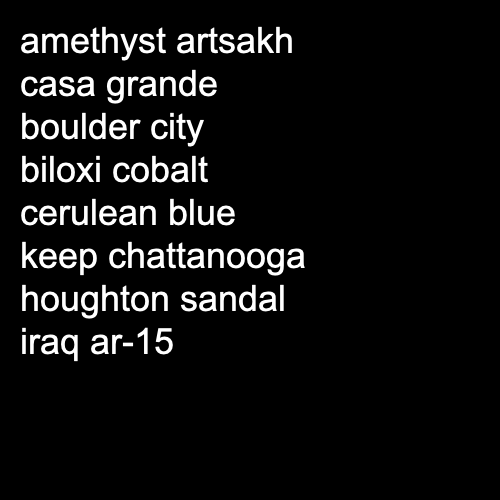 amethyst artsakh
casa grande
boulder city
biloxi cobalt
cerulean blue
keep chattanooga
houghton sandal
iraq ar-15